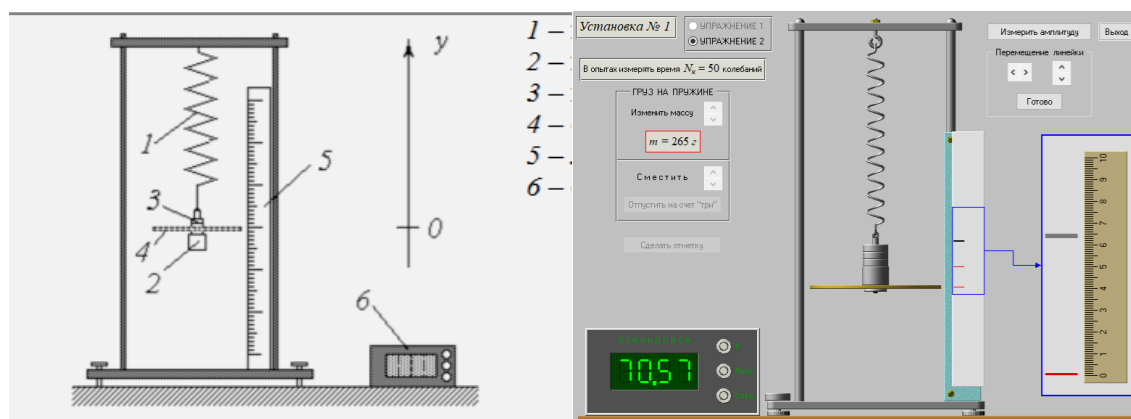 1 –
2 –
3 –
4 –
5 –
6 –
y
0
1
3
4
2
5
6
Установка № 1
УПРАЖНЕНИЕ 1
УПРАЖНЕНИЕ 2
В опытах измерять время Nк = 50 колебаний
ГРУЗ НА ПРУЖИНЕ
Изменить массу
m = 265 г
Сместить
Отпустить на счет "три"
Сделать отметку
СЕКУНДОМЕР
70,57
Пуск
Измерить амплитуду
Выход
Перемещение линейки
Готово
10
9
8
7
6
5
4
3
2
1
0